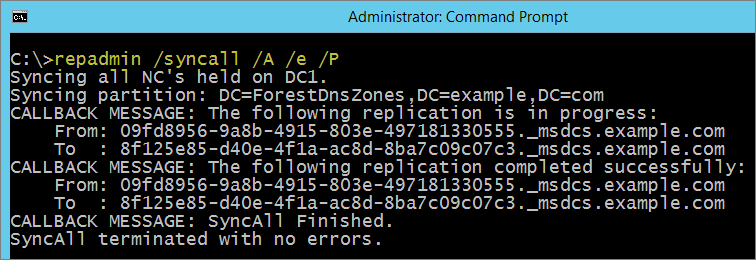 Administrator: Command Prompt
C:\>repadmin /syncall /A /e /P
Syncing all NC's held on DC1.
Syncing partition: DC=ForestDnsZones,DC=example,DC=com
CALLBACK MESSAGE: The following replication is in progress:
    From: 09fd8956-9a8b-4915-803e-497181330555._msdcs.example.com
    To  : 8f125e85-d40e-4f1a-ac8d-8ba7c09c07c3._msdcs.example.com
CALLBACK MESSAGE: The following replication completed successfully:
    From: 09fd8956-9a8b-4915-803e-497181330555._msdcs.example.com
    To  : 8f125e85-d40e-4f1a-ac8d-8ba7c09c07c3._msdcs.example.com
CALLBACK MESSAGE: SyncAll Finished.
SyncAll terminated with no errors.